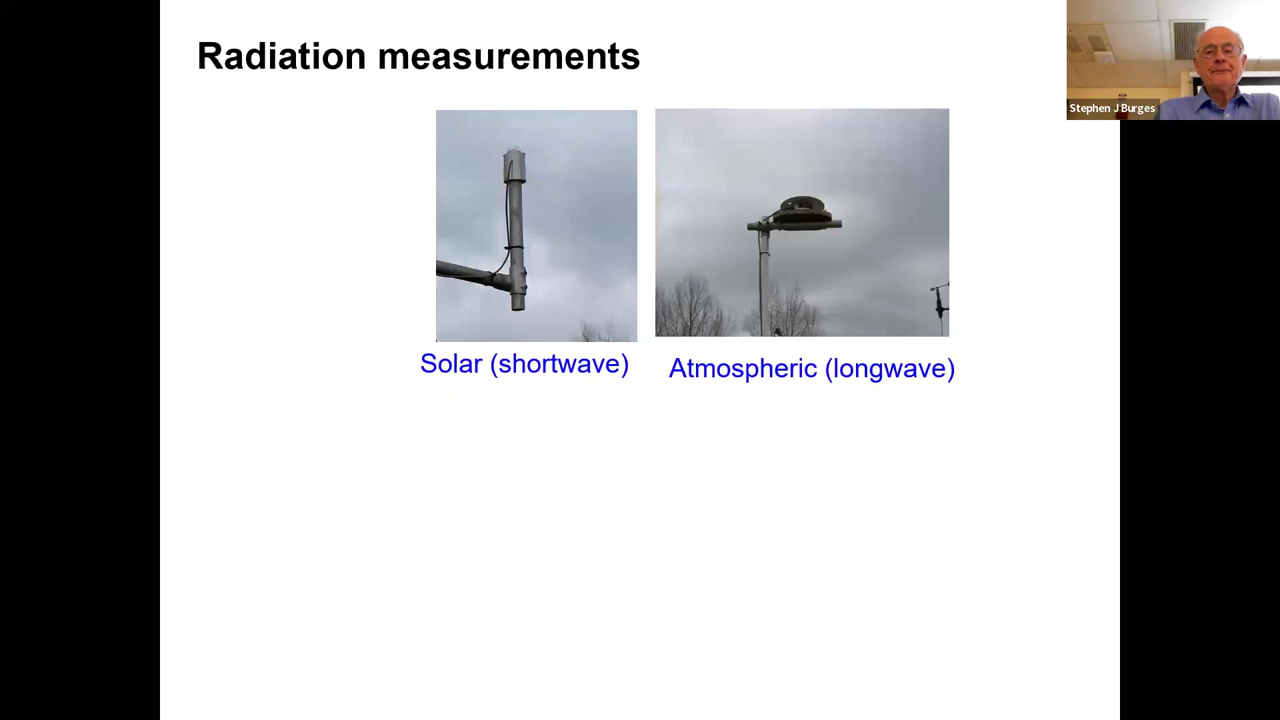 Radiation measurements
Stephen J Burges
Solar (shortwave)
Atmospheric (longwave)